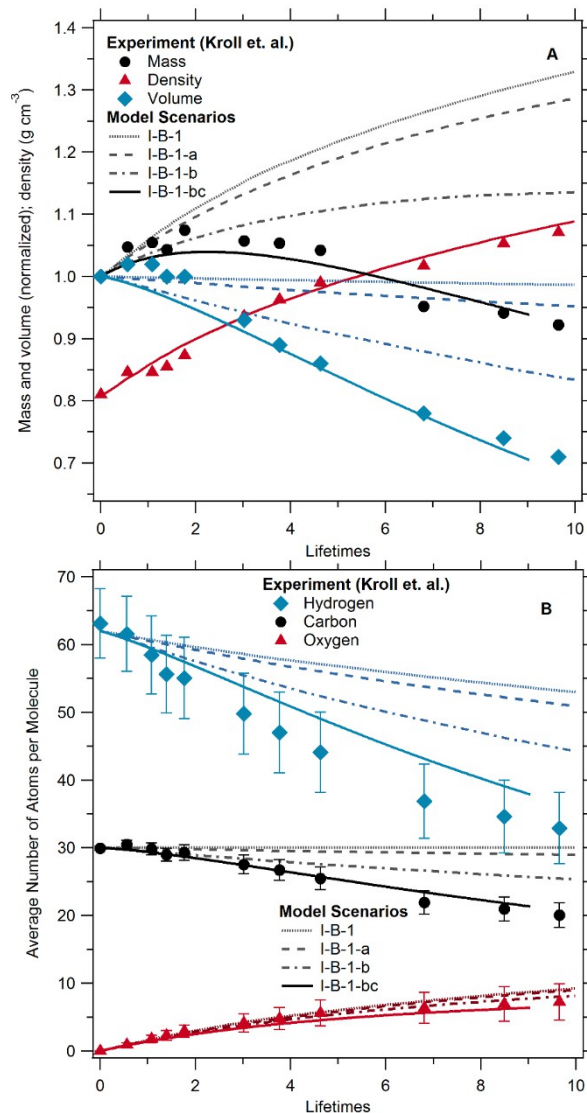 A
Experiment (Kroll et. al.)
Mass
Density
Volume
Model Scenarios
I-B-1
I-B-1-a
I-B-1-b
I-B-1-bc
Mass and volume (normalized); density (g cm⁻³)
1.4
1.3
1.2
1.1
1.0
0.9
0.8
0.7
0
2
4
6
8
10
Lifetimes
B
Experiment (Kroll et. al.)
Hydrogen
Carbon
Oxygen
Average Number of Atoms per Molecule
70
60
50
40
30
20
10
0
Model Scenarios
I-B-1
I-B-1-a
I-B-1-b
I-B-1-bc
0
2
4
6
8
10
Lifetimes